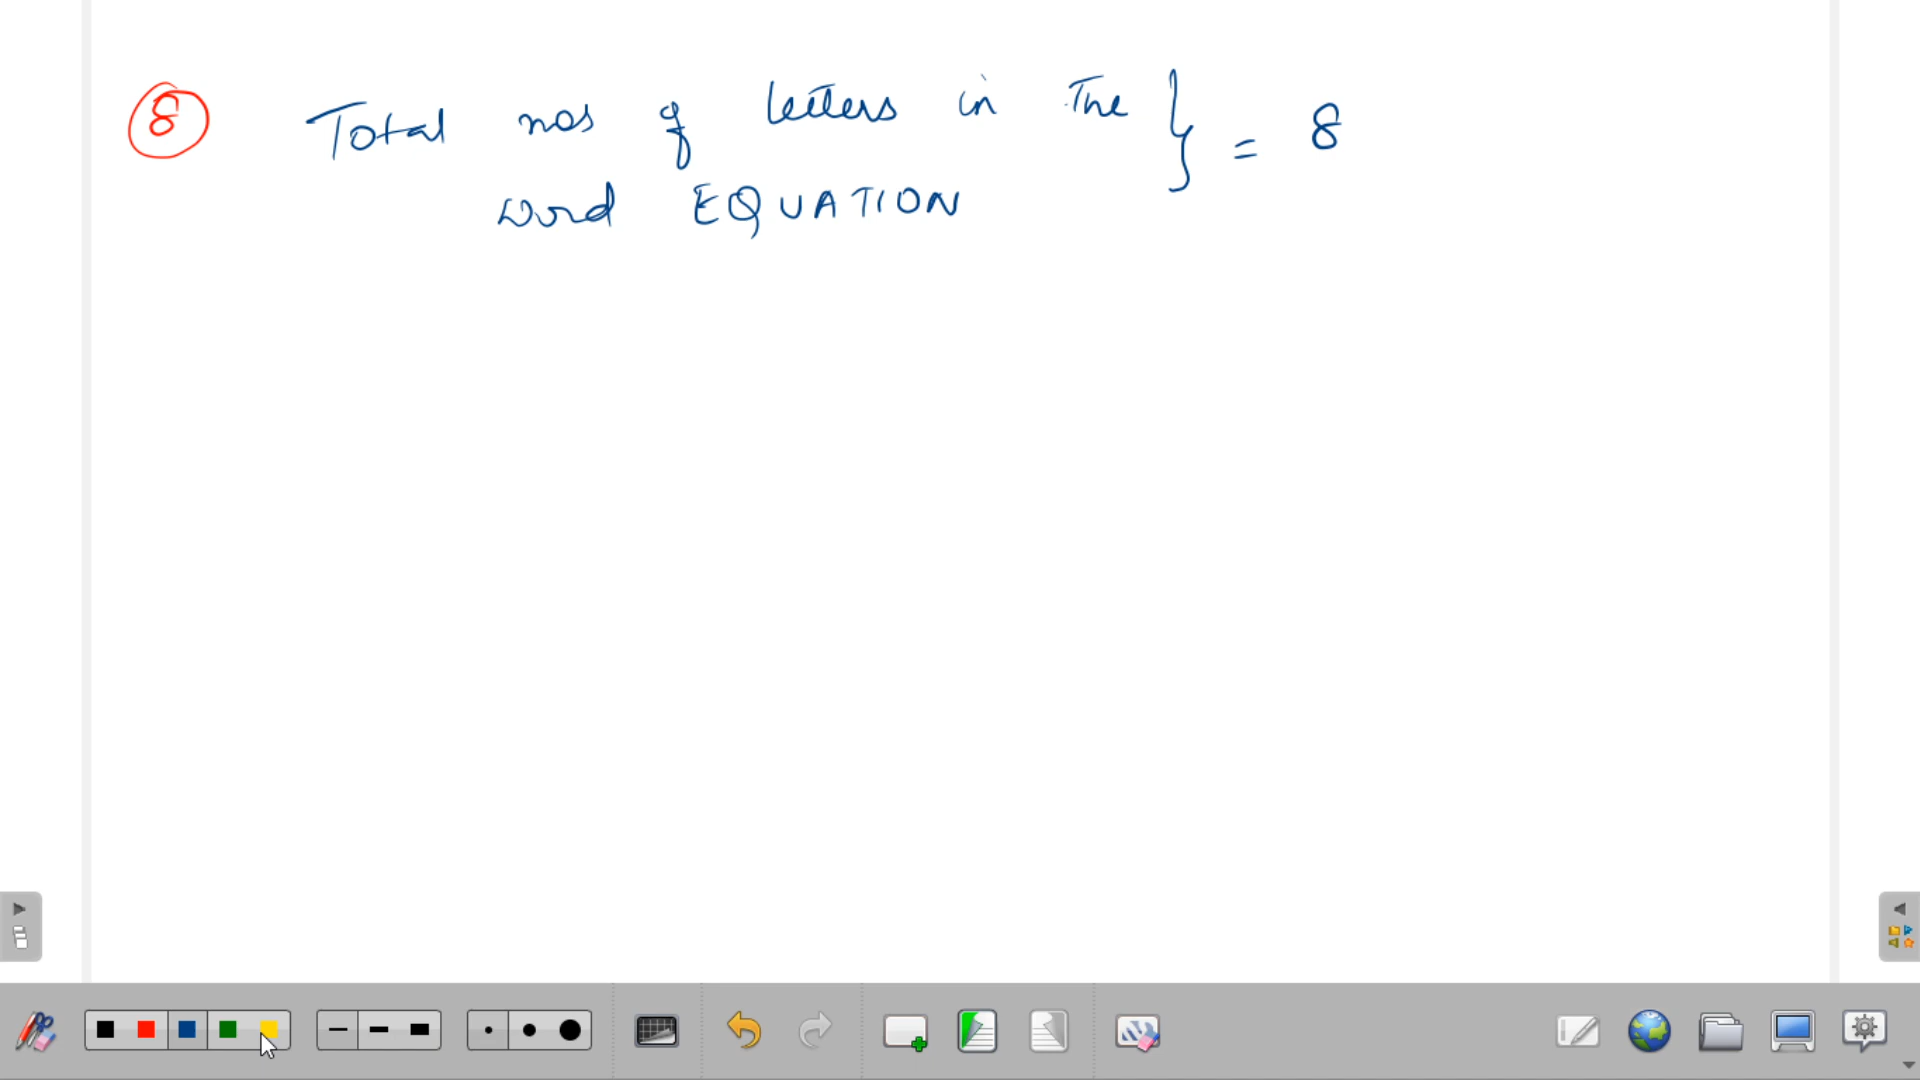 8 Total nos of letters in the } = 8
word EQUATION